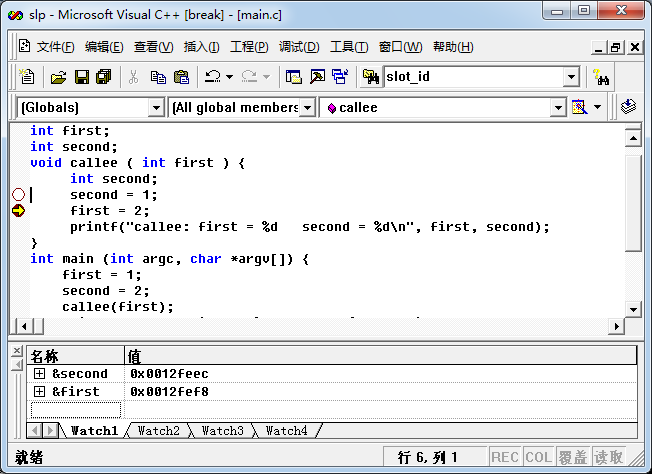 slp - Microsoft Visual C++ [break] - [main.c]
文件(F) 编辑(E) 查看(V) 插入(I) 工程(P) 调试(D) 工具(T) 窗口(W) 帮助(H)
slot_id
(Globals) (All global members callee
int first;
int second;
void callee ( int first ) {
int second;
second = 1;
first = 2;
printf("callee: first = %d   second = %d\n", first, second);
}
int main (int argc, char *argv[]) {
first = 1;
second = 2;
callee(first);
名称 值
&second 0x0012feec
&first 0x0012fef8
Watch1 Watch2 Watch3 Watch4
就绪 行 6, 列 1 REC COL 覆盖 读取